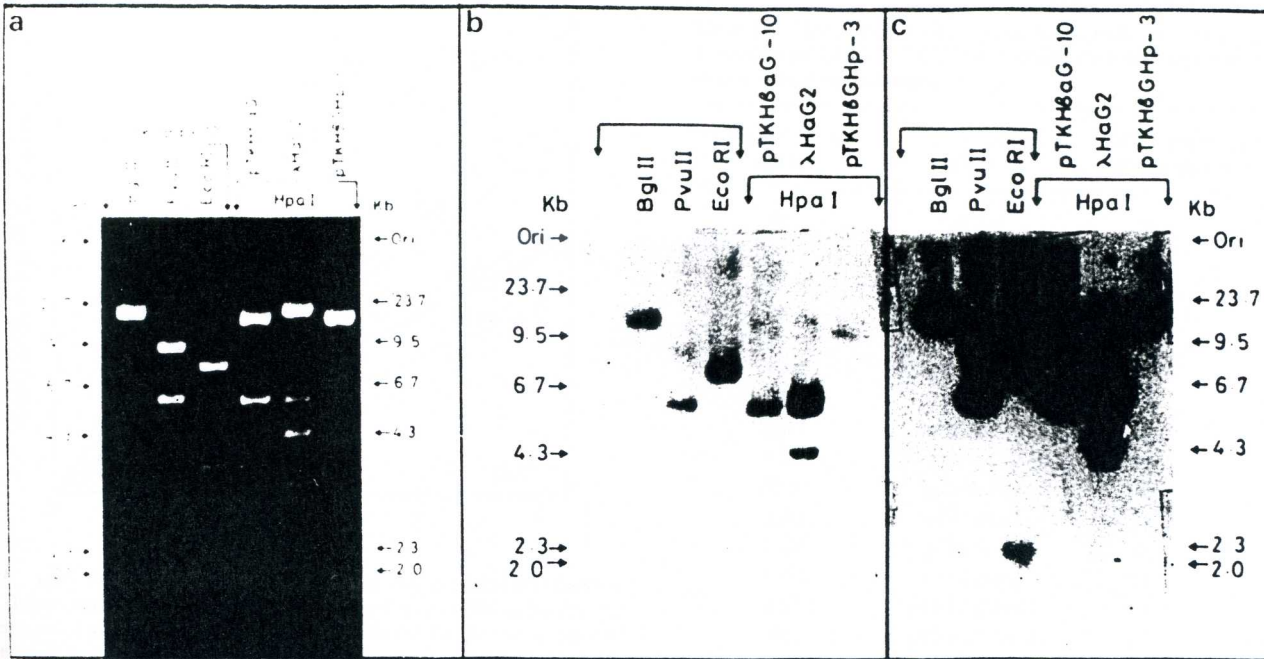 a
pTKHβ
Hpa I
Kb
←Ori
←23.7
←9.5
←6.7
←4.3
←2.3
←2.0
b
pTKHβaG-10
λHaG2
pTKHβGHp-3
Bgl II
Pvu II
Eco RI
Hpa I
Kb
Ori→
23.7→
9.5→
6.7→
4.3→
2.3→
2.0→
c
pTKHβaG-10
λHaG2
pTKHβGHp-3
Bgl II
Pvu II
Eco RI
Hpa I
Kb
←Ori
←23.7
←9.5
←6.7
←4.3
←2.3
←2.0